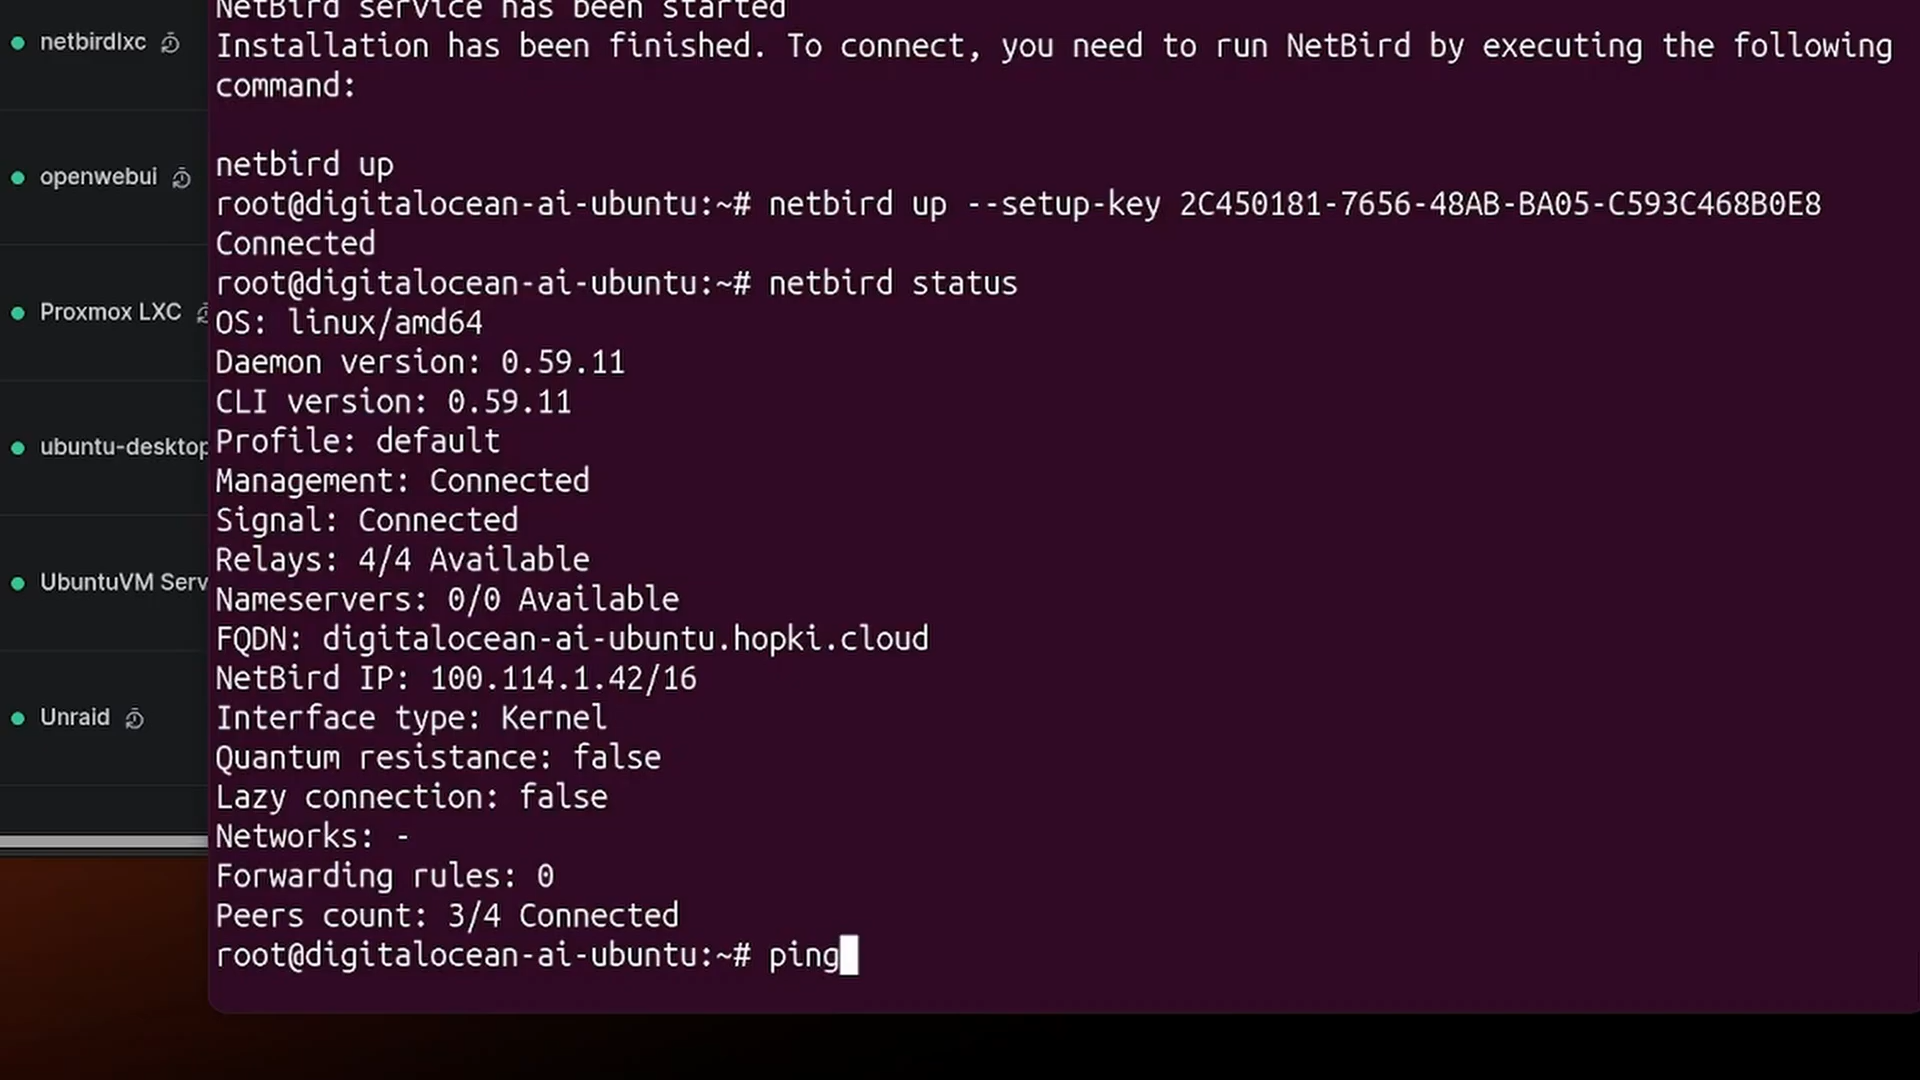 NetBird service has been started
netbirdlxc
Installation has been finished. To connect, you need to run NetBird by executing the following
command:
openwebui
netbird up
root@digitalocean-ai-ubuntu:~# netbird up --setup-key 2C450181-7656-48AB-BA05-C593C468B0E8
Connected
root@digitalocean-ai-ubuntu:~# netbird status
Proxmox LXC
OS: linux/amd64
Daemon version: 0.59.11
CLI version: 0.59.11
ubuntu-desktop
Profile: default
Management: Connected
Signal: Connected
Relays: 4/4 Available
UbuntuVM Serv
Nameservers: 0/0 Available
FQDN: digitalocean-ai-ubuntu.hopki.cloud
NetBird IP: 100.114.1.42/16
Unraid
Interface type: Kernel
Quantum resistance: false
Lazy connection: false
Networks: -
Forwarding rules: 0
Peers count: 3/4 Connected
root@digitalocean-ai-ubuntu:~# ping